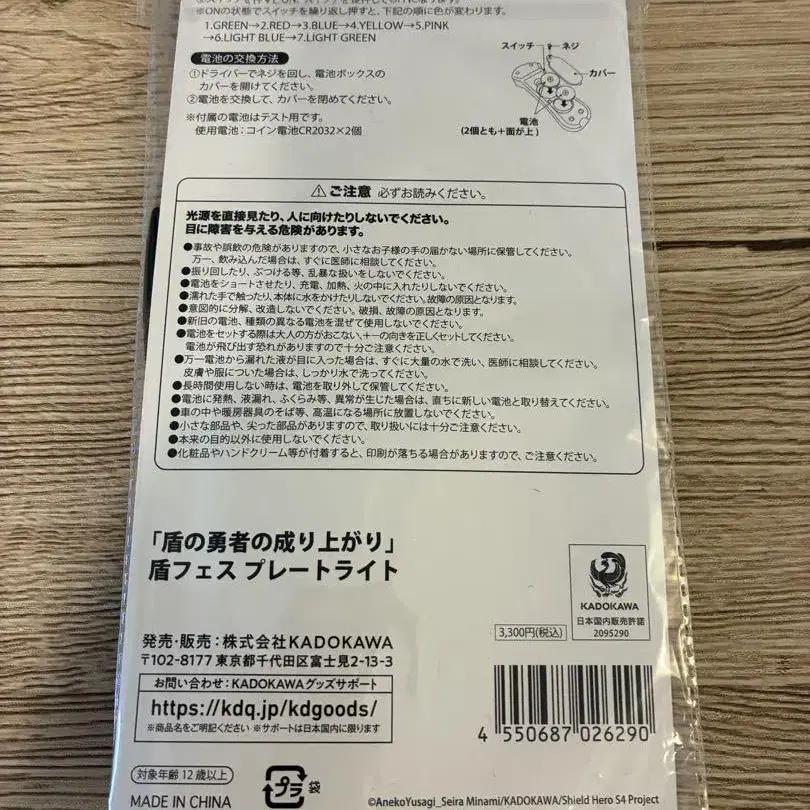 ※ONの状態でスイッチを繰り返し押すと、下記の順に色が変わります。
1.GREEN→2.RED→3.BLUE→4.YELLOW→5.PINK
→6.LIGHT BLUE→7.LIGHT GREEN
電池の交換方法
①ドライバーでネジを回し、電池ボックスの
カバーを開けてください。
②電池を交換して、カバーを閉めてください。
※付属の電池はテスト用です。
使用電池:コイン電池CR2032×2個
スイッチ
ネジ
カバー
電池
(2個とも+面が上)
⚠ご注意 必ずお読みください。
光源を直接見たり、人に向けたりしないでください。
目に障害を与える危険があります。
●事故や誤飲の危険がありますので、小さなお子様の手の届かない場所に保管してください。
万一、飲み込んだ場合は、すぐに医師に相談してください。
●振り回したり、ぶつける等、乱暴な扱いをしないでください。
●電池をショートさせたり、充電、加熱、火の中に入れたりしないでください。
●濡れた手で触ったり、本体に水をかけたりしないでください。故障の原因となります。
●意図的に分解、改造しないでください。破損、故障の原因となります。
●新旧の電池、種類の異なる電池を混ぜて使用しないでください。
●電池をセットする際は大人の方がおこない、+-の向きを正しくセットしてください。
電池が飛び出す恐れがありますので十分ご注意ください。
●万一電池から漏れた液が目に入った場合は、すぐに大量の水で洗い、医師に相談してください。
皮膚や服についた場合は、しっかり水で洗ってください。
●長時間使用しない時は、電池を取り外して保管してください。
●電池に発熱、液漏れ、ふくらみ等、異常が生じた場合は、直ちに新しい電池と取り替えてください。
●車の中や暖房器具のそば等、高温になる場所に放置しないでください。
●小さな部品や、尖った部品がありますので、取り扱いには十分ご注意ください。
●本来の目的以外に使用しないでください。
●化粧品やハンドクリーム等が付着すると、印刷が落ちる場合がありますので、ご注意ください。
「盾の勇者の成り上がり」
盾フェス プレートライト
KADOKAWA
日本国内販売許諾
2095290
3,300円(税込)
発売・販売:株式会社KADOKAWA
〒102-8177 東京都千代田区富士見2-13-3
お問い合わせ:KADOKAWAグッズサポート
https://kdq.jp/kdgoods/
※商品名をご明記ください ※サポートは日本国内に限ります
4 550687 026290
対象年齢12歳以上
MADE IN CHINA
プラ
袋
©AnekoYusagi_Seira Minami/KADOKAWA/Shield Hero S4 Project